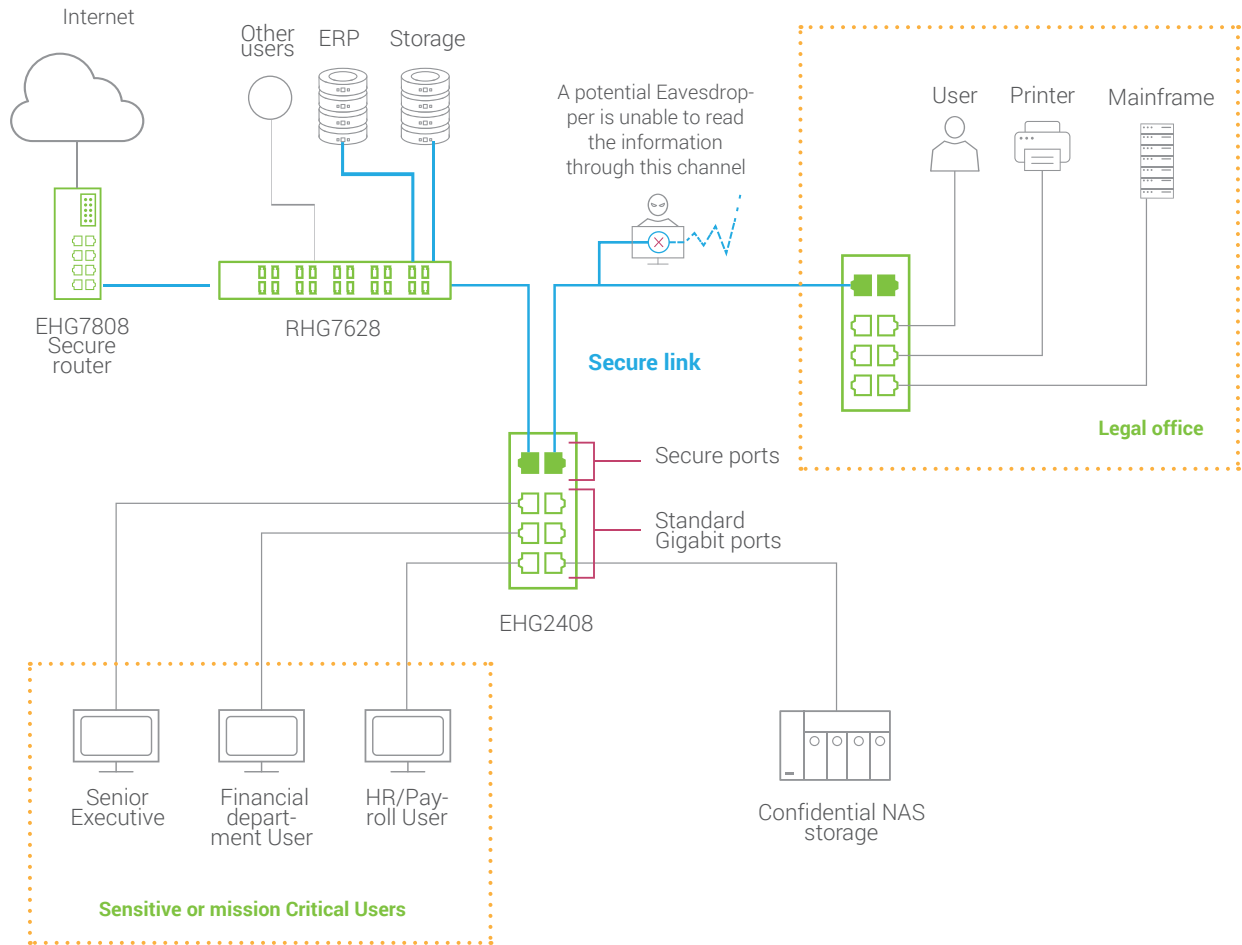 Internet
Other
users
ERP
Storage
A potential Eavesdrop-
per is unable to read
the information
through this channel
User
Printer
Mainframe
EHG7808
Secure
router
RHG7628
Secure link
Legal office
Secure ports
Standard
Gigabit ports
EHG2408
Senior
Executive
Financial
depart-
ment User
HR/Pay-
roll User
Confidential NAS
storage
Sensitive or mission Critical Users